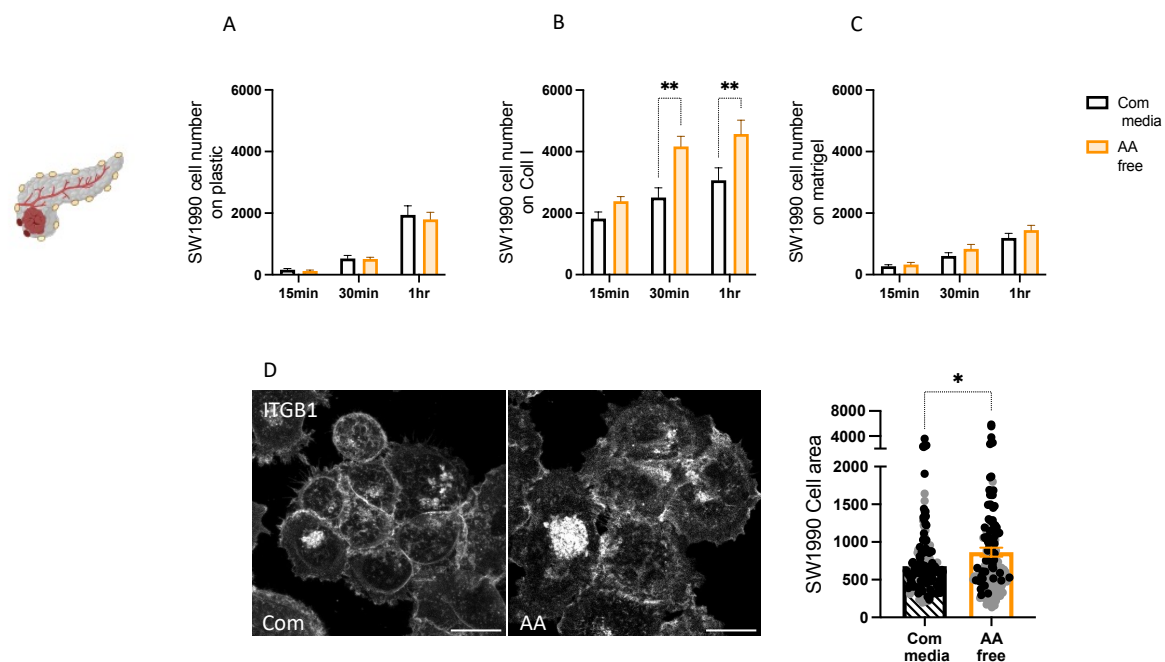 A
B
C
SW1990 cell number
on plastic
6000
4000
2000
0
15min
30min
1hr
SW1990 cell number
on Coll I
6000
4000
2000
0
**
**
15min
30min
1hr
SW1990 cell number
on matrigel
6000
4000
2000
0
15min
30min
1hr
Com
media
AA
free
D
ITGB1
Com
AA
SW1990 Cell area
*
8000
4000
2000
1500
1000
500
0
Com
media
AA
free